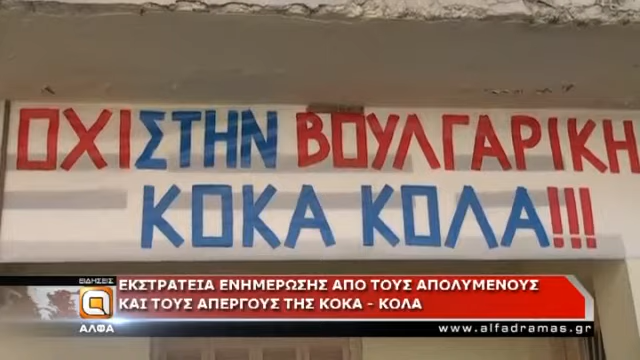 ΟΧΙ ΣΤΗΝ ΒΟΥΛΓΑΡΙΚΗ
ΚΟΚΑ ΚΟΛΑ!!!
ΕΙΔΗΣΕΙΣ
ΑΛΦΑ
ΕΚΣΤΡΑΤΕΙΑ ΕΝΗΜΕΡΩΣΗΣ ΑΠΟ ΤΟΥΣ ΑΠΟΛΥΜΕΝΟΥΣ
ΚΑΙ ΤΟΥΣ ΑΠΕΡΓΟΥΣ ΤΗΣ ΚΟΚΑ - ΚΟΛΑ
www.alfadramas.gr